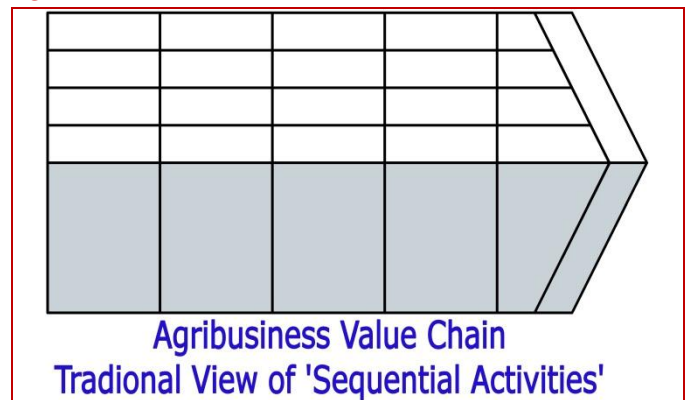 Agribusiness Value Chain
Tradional View of 'Sequential Activities'